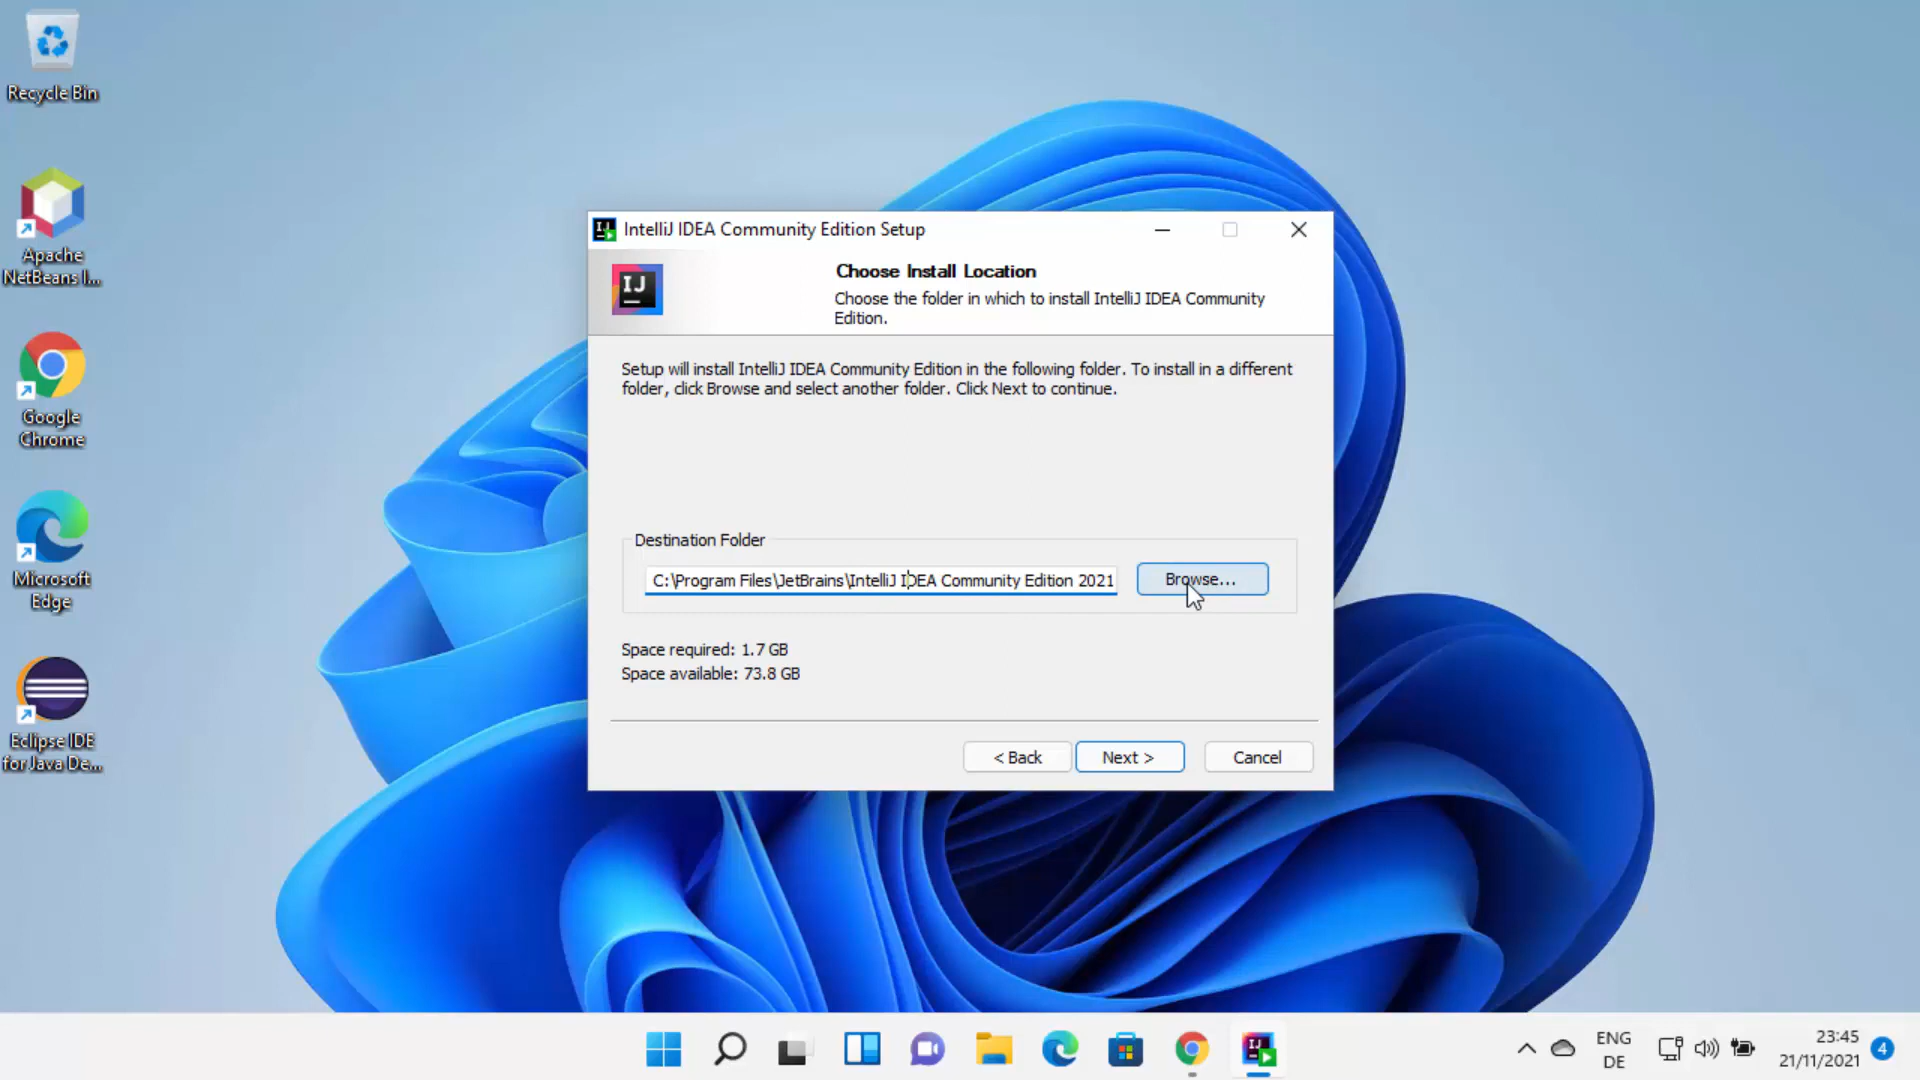 Recycle Bin
Apache
NetBeans I...
Google
Chrome
Microsoft
Edge
Eclipse IDE
for Java De...
IntelliJ IDEA Community Edition Setup
IJ
Choose Install Location
Choose the folder in which to install IntelliJ IDEA Community
Edition.
Setup will install IntelliJ IDEA Community Edition in the following folder. To install in a different
folder, click Browse and select another folder. Click Next to continue.
Destination Folder
C:\Program Files\JetBrains\IntelliJ IDEA Community Edition 2021
Browse...
Space required: 1.7 GB
Space available: 73.8 GB
< Back
Next >
Cancel
ENG
DE
23:45
21/11/2021
4